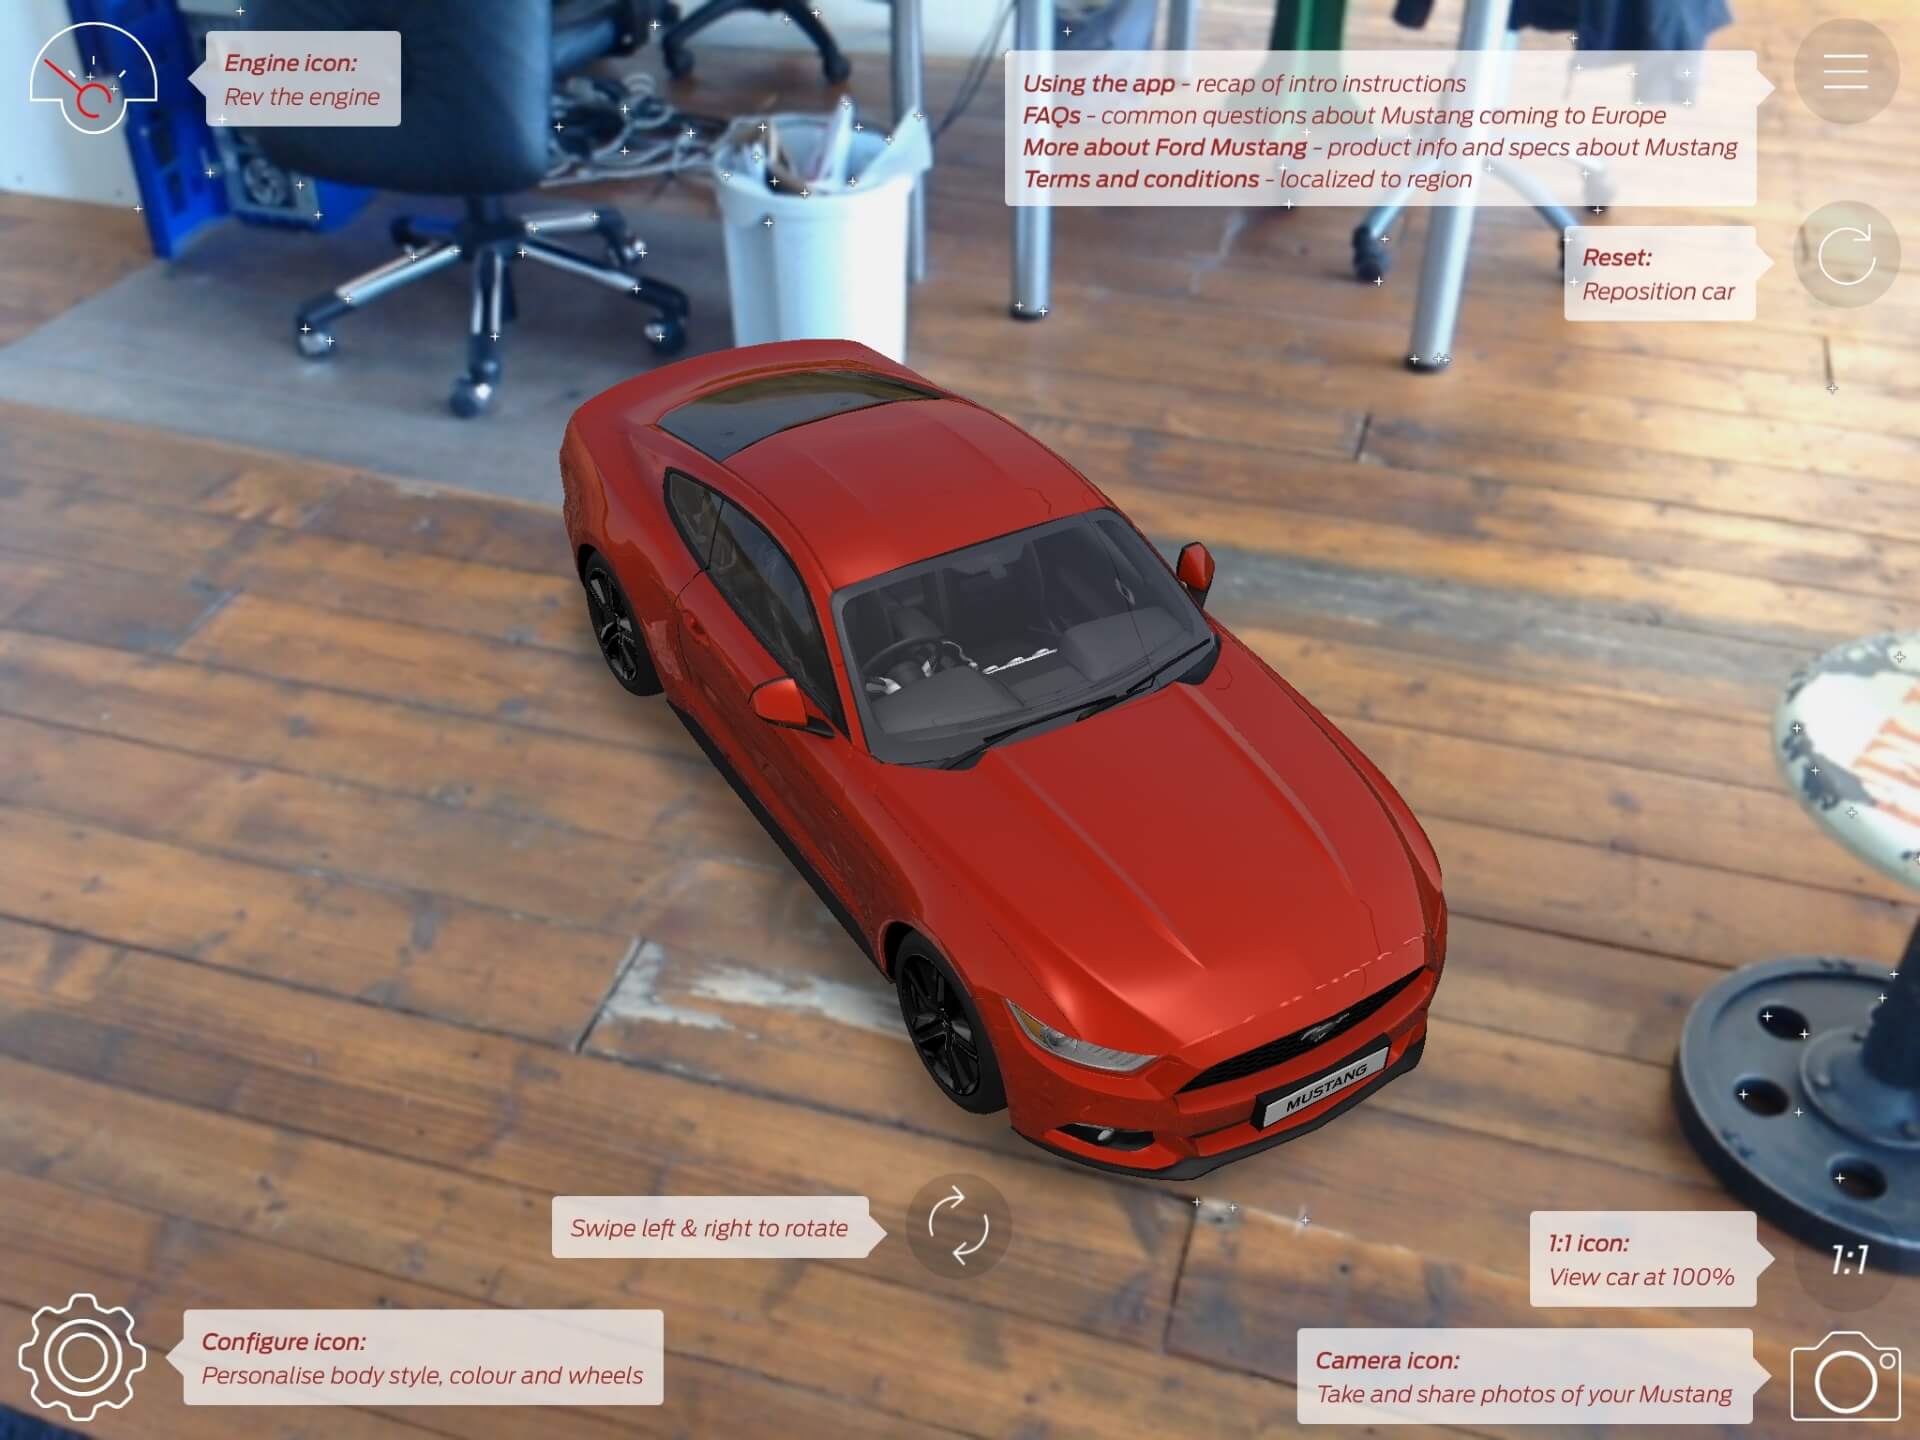 Engine icon:
Rev the engine
Using the app - recap of intro instructions
FAQs - common questions about Mustang coming to Europe
More about Ford Mustang - product info and specs about Mustang
Terms and conditions - localized to region
Reset:
Reposition car
MUSTANG
Swipe left & right to rotate
1:1 icon:
View car at 100%
1:1
Configure icon:
Personalise body style, colour and wheels
Camera icon:
Take and share photos of your Mustang